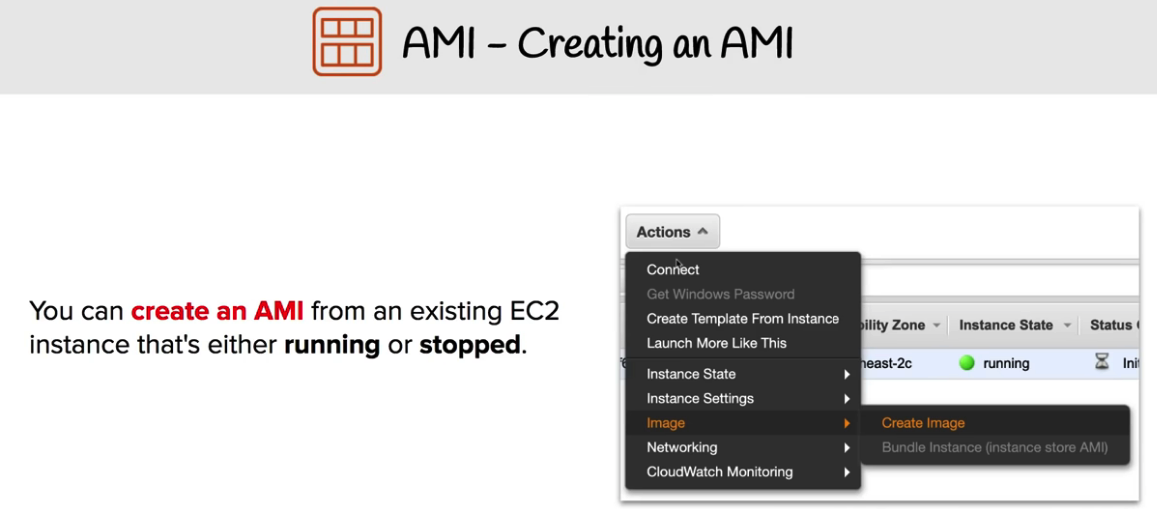 AMI – Creating an AMI
You can create an AMI from an existing EC2
instance that's either running or stopped.
Actions
Connect
Get Windows Password
Create Template From Instance
Launch More Like This
Instance State
Instance Settings
Image
Networking
CloudWatch Monitoring
Create Image
Bundle Instance (instance store AMI)
bility Zone Instance State Status
heast-2c running Init